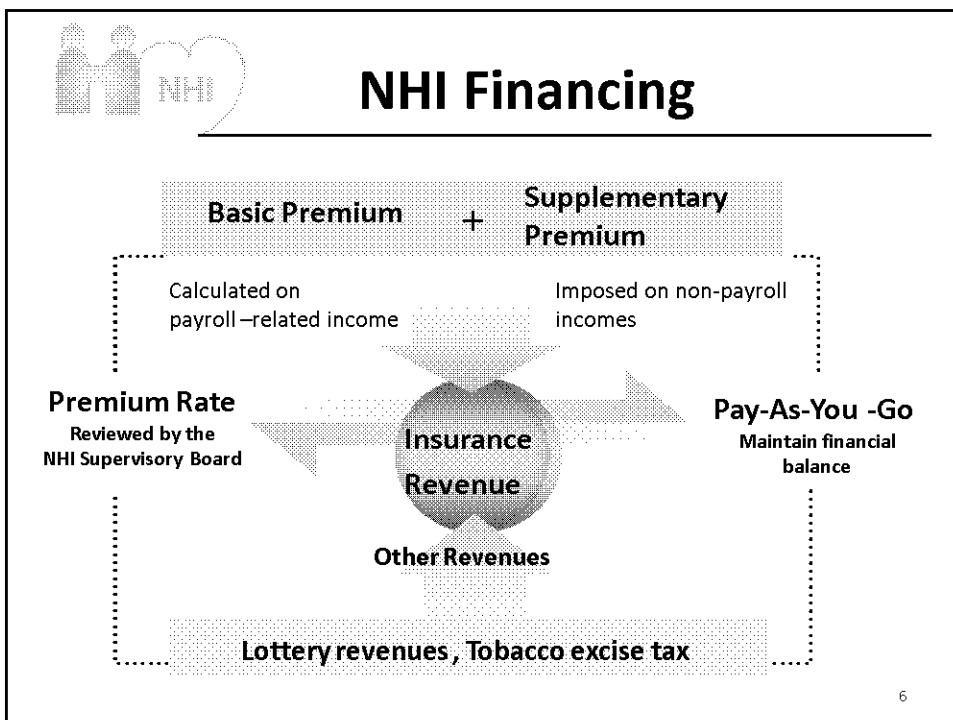 NHI
NHI Financing
Basic Premium + Supplementary
Premium
Calculated on
payroll –related income
Imposed on non-payroll
incomes
Premium Rate
Reviewed by the
NHI Supervisory Board
Insurance
Revenue
Pay-As-You -Go
Maintain financial
balance
Other Revenues
Lottery revenues , Tobacco excise tax
6